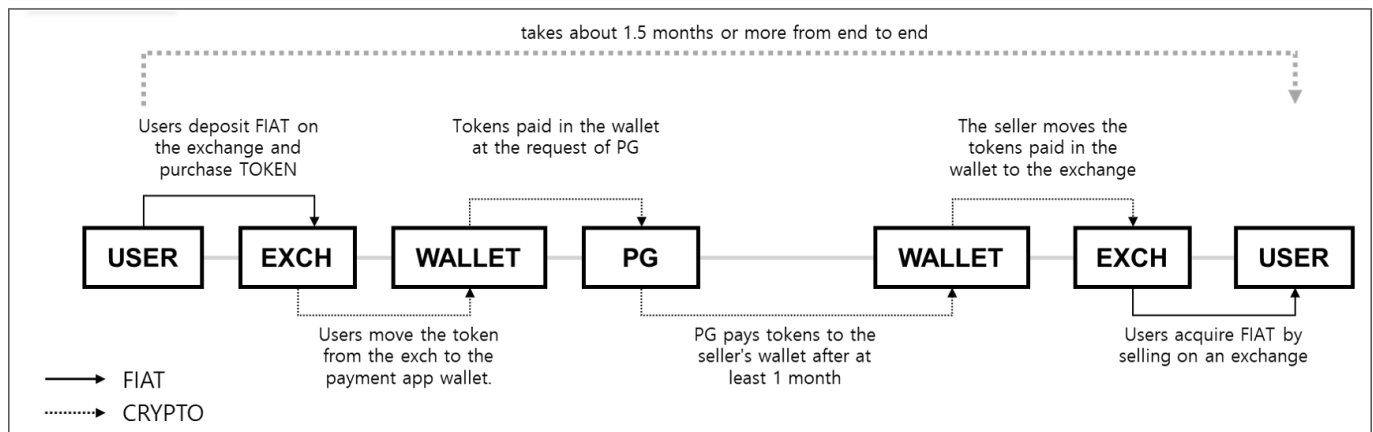 takes about 1.5 months or more from end to end
Users deposit FIAT on
the exchange and
purchase TOKEN
Tokens paid in the wallet
at the request of PG
The seller moves the
tokens paid in the
wallet to the exchange
USER
EXCH
WALLET
PG
WALLET
EXCH
USER
Users move the token
from the exch to the
payment app wallet.
PG pays tokens to the
seller's wallet after at
least 1 month
Users acquire FIAT by
selling on an exchange
FIAT
CRYPTO